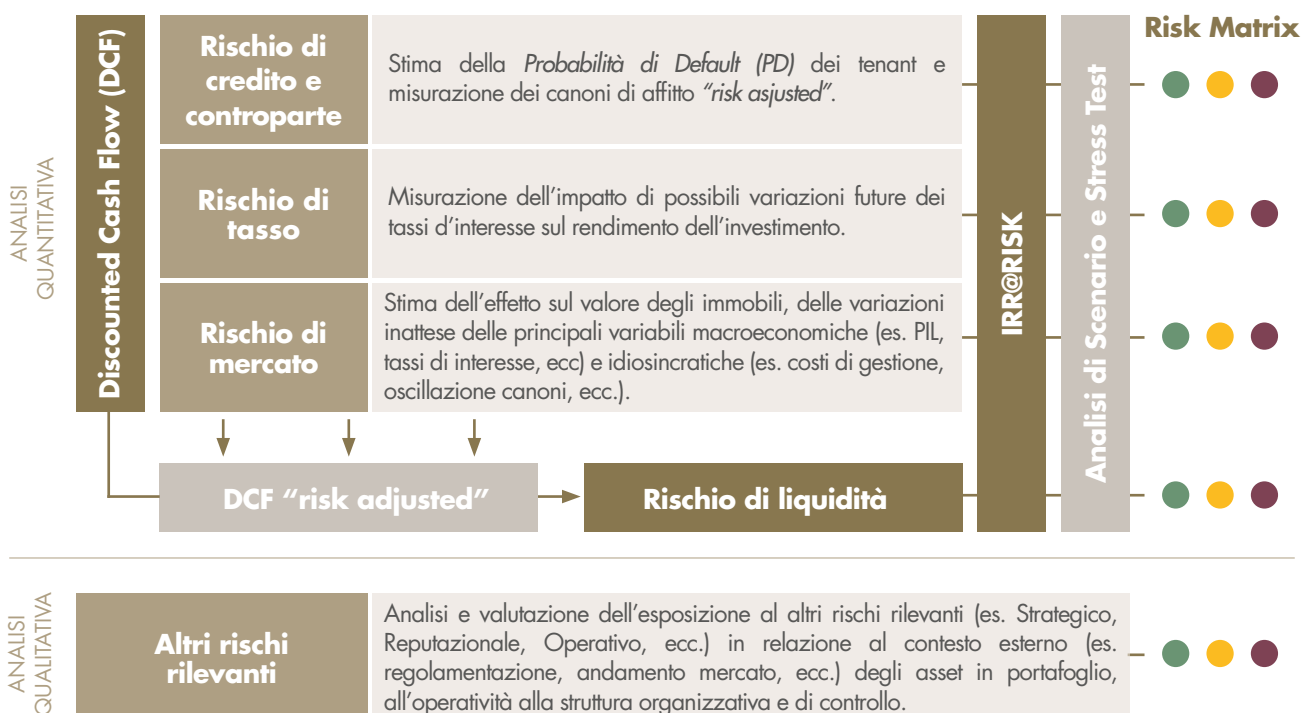 Risk Matrix
ANALISI
QUANTITATIVA
Discounted Cash Flow (DCF)
Rischio di
credito e
controparte
Stima della Probabilità di Default (PD) dei tenant e
misurazione dei canoni di affitto “risk asjusted”.
Rischio di
tasso
Misurazione dell’impatto di possibili variazioni future dei
tassi d’interesse sul rendimento dell’investimento.
Rischio di
mercato
Stima dell’effetto sul valore degli immobili, delle variazioni
inattese delle principali variabili macroeconomiche (es. PIL,
tassi di interesse, ecc) e idiosincratiche (es. costi di gestione,
oscillazione canoni, ecc.).
IRR@RISK
Analisi di Scenario e Stress Test
DCF “risk adjusted”
Rischio di liquidità
ANALISI
QUALITATIVA
Altri rischi
rilevanti
Analisi e valutazione dell’esposizione al altri rischi rilevanti (es. Strategico,
Reputazionale, Operativo, ecc.) in relazione al contesto esterno (es.
regolamentazione, andamento mercato, ecc.) degli asset in portafoglio,
all’operatività alla struttura organizzativa e di controllo.